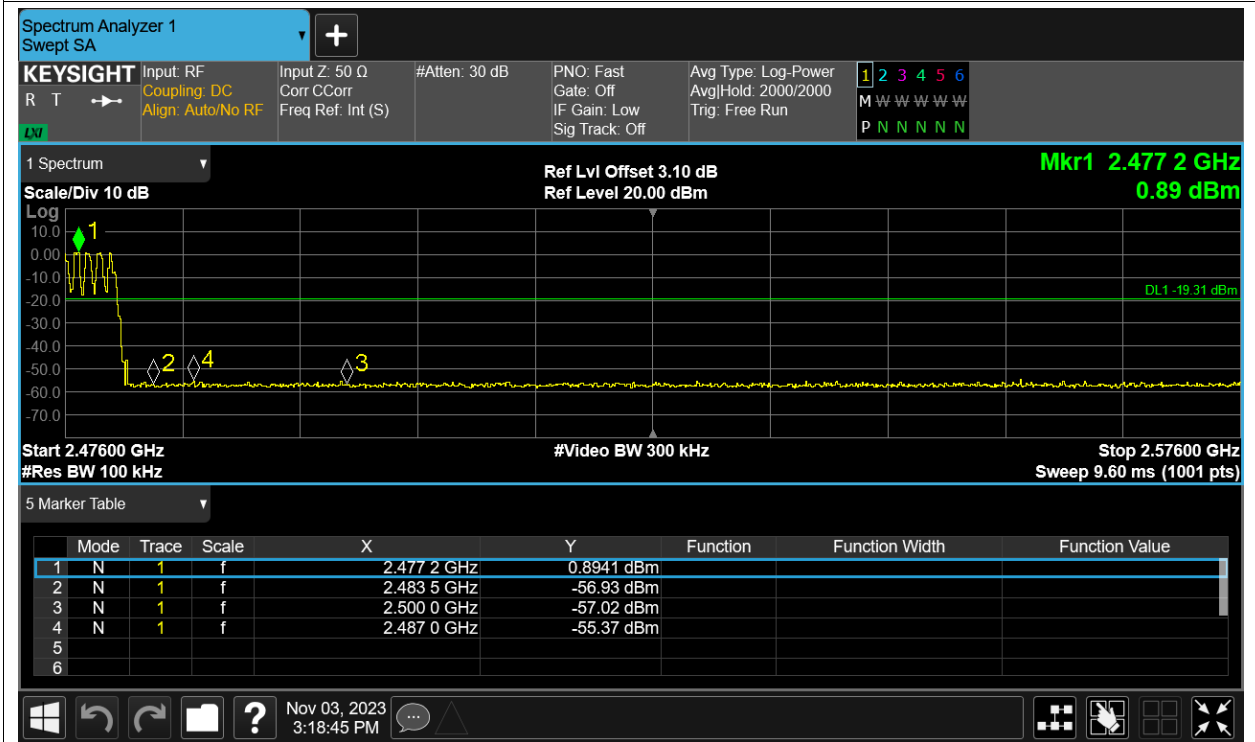 Spectrum Analyzer 1
Swept SA
+
KEYSIGHT
R T
LXI
Input: RF
Coupling: DC
Align: Auto/No RF
Input Z: 50 Ω
Corr CCorr
Freq Ref: Int (S)
#Atten: 30 dB
PNO: Fast
Gate: Off
IF Gain: Low
Sig Track: Off
Avg Type: Log-Power
Avg|Hold: 2000/2000
Trig: Free Run
1 2 3 4 5 6
M W W W W W
P N N N N N
1 Spectrum
Scale/Div 10 dB
Ref Lvl Offset 3.10 dB
Ref Level 20.00 dBm
Mkr1 2.477 2 GHz
0.89 dBm
Log
10.0
0.00
-10.0
-20.0
-30.0
-40.0
-50.0
-60.0
-70.0
1
2
4
3
DL1 -19.31 dBm
Start 2.47600 GHz
#Res BW 100 kHz
#Video BW 300 kHz
Stop 2.57600 GHz
Sweep 9.60 ms (1001 pts)
5 Marker Table
Mode Trace Scale X Y Function Function Width Function Value
1 N 1 f 2.477 2 GHz 0.8941 dBm
2 N 1 f 2.483 5 GHz -56.93 dBm
3 N 1 f 2.500 0 GHz -57.02 dBm
4 N 1 f 2.487 0 GHz -55.37 dBm
5
6
?
Nov 03, 2023
3:18:45 PM